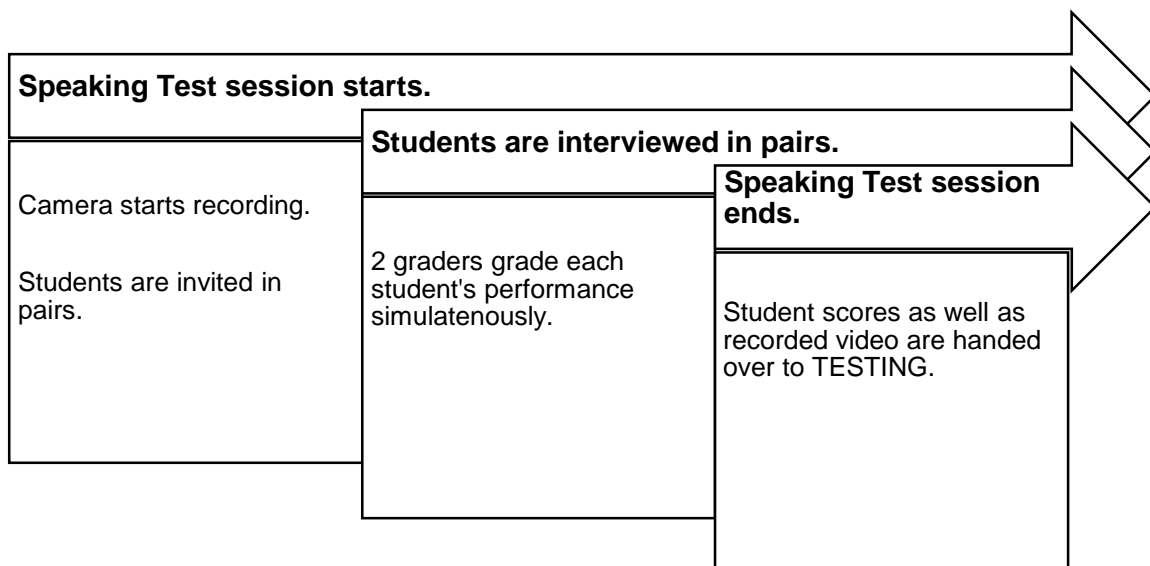 Speaking Test session starts.
Camera starts recording.
Students are invited in
pairs.
Students are interviewed in pairs.
2 graders grade each
student's performance
simulatenously.
Speaking Test session
ends.
Student scores as well as
recorded video are handed
over to TESTING.